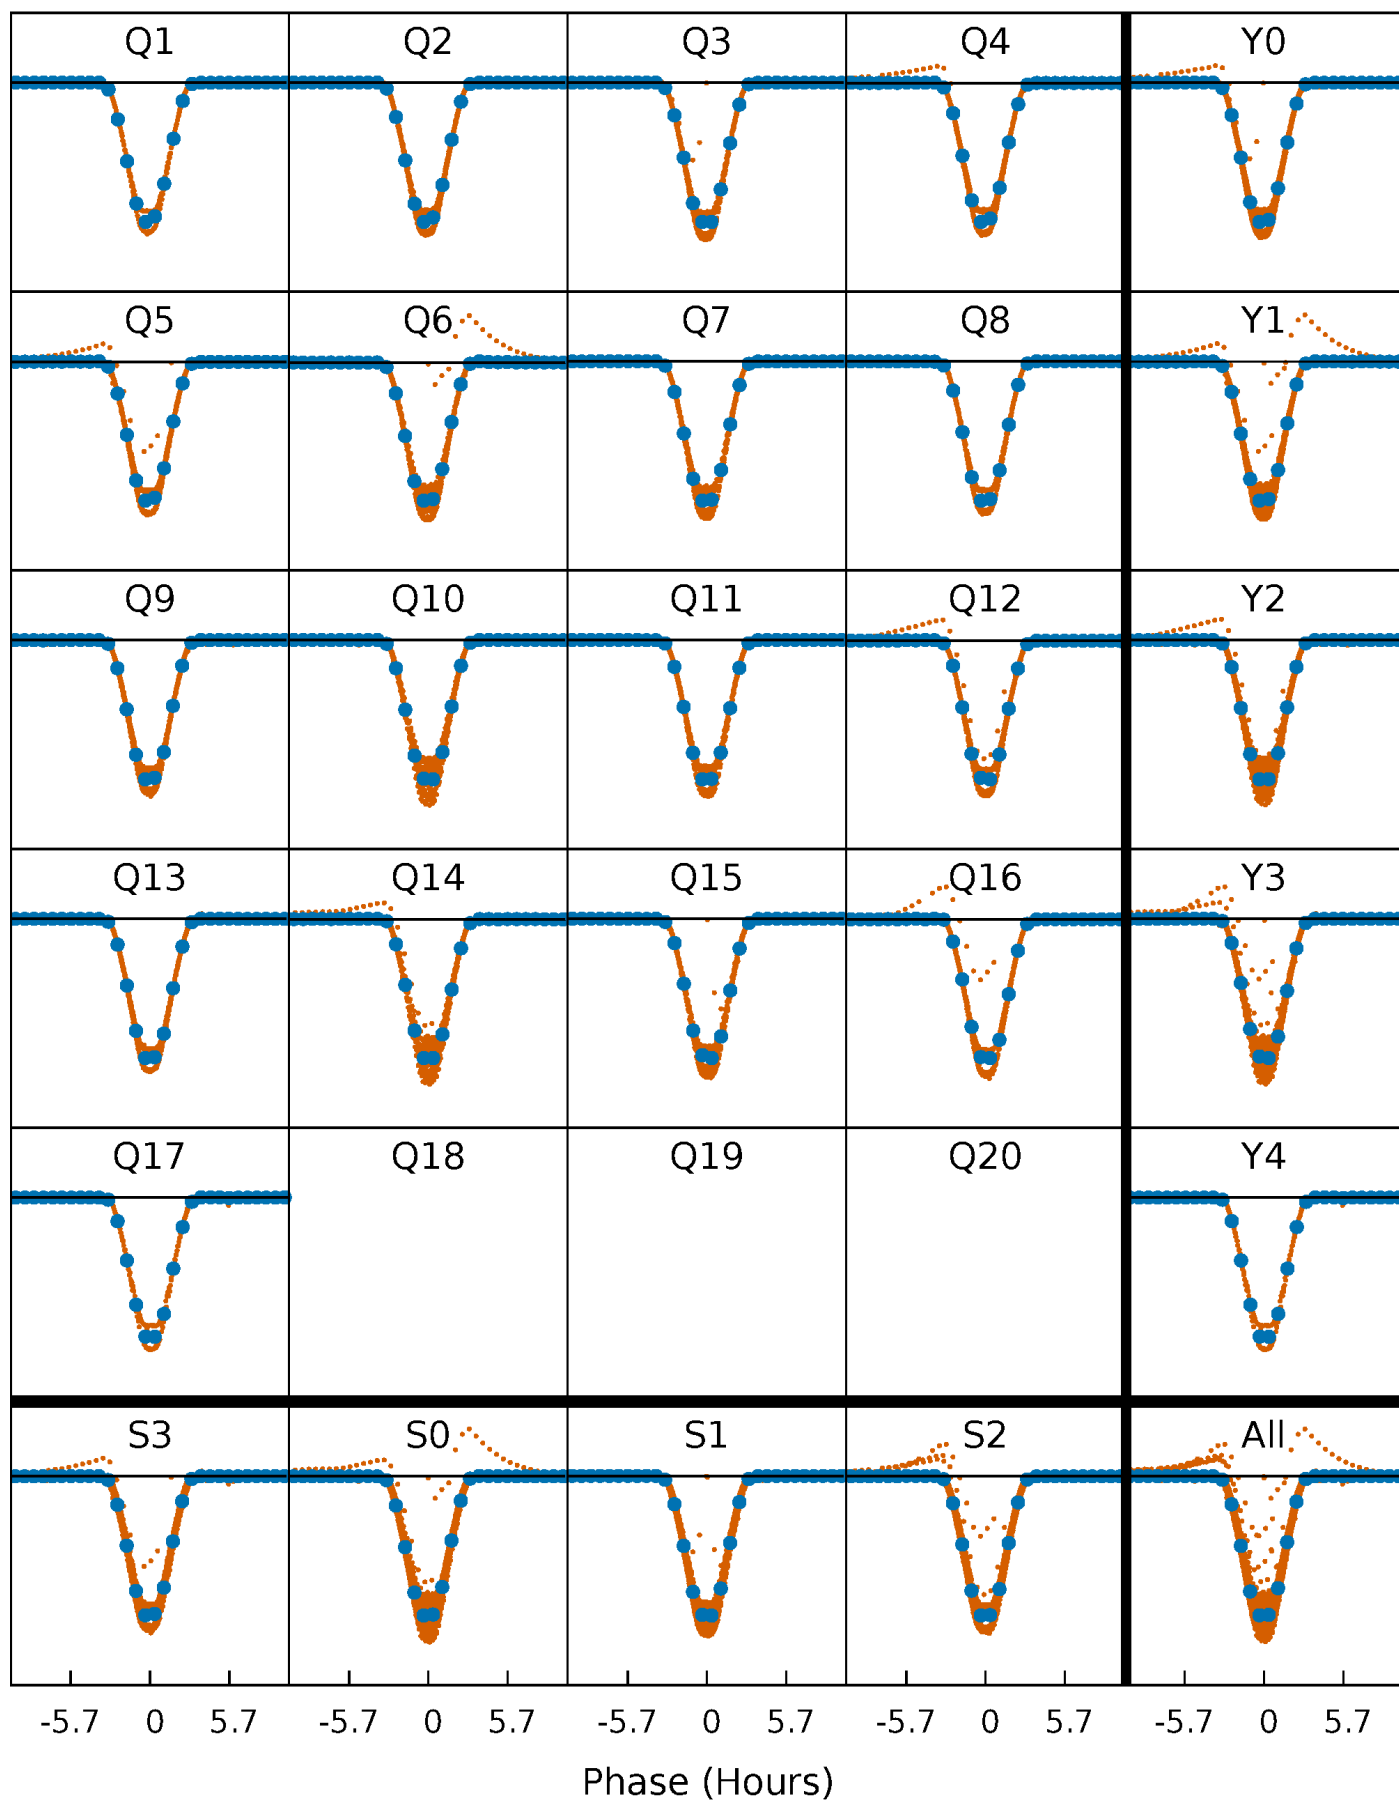 Q1 Q2 Q3 Q4 Y0
Q5 Q6 Q7 Q8 Y1
Q9 Q10 Q11 Q12 Y2
Q13 Q14 Q15 Q16 Y3
Q17 Q18 Q19 Q20 Y4
S3 S0 S1 S2 All
-5.7 0 5.7 -5.7 0 5.7 -5.7 0 5.7 -5.7 0 5.7 -5.7 0 5.7
Phase (Hours)